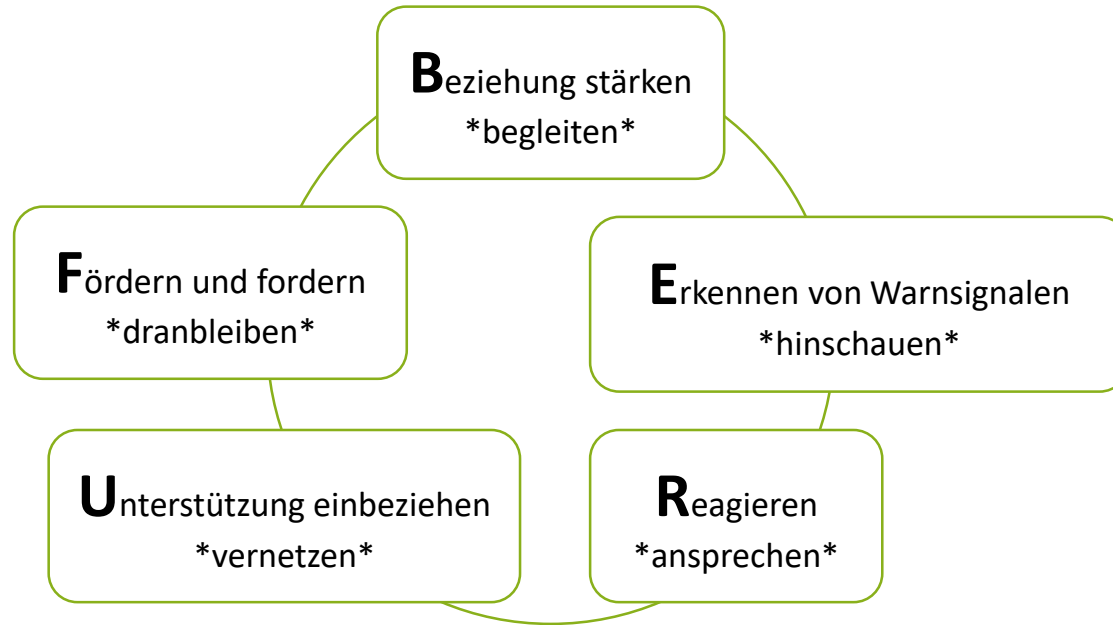 Beziehung stärken
*begleiten*
Erkennen von Warnsignalen
*hinschauen*
Reagieren
*ansprechen*
Unterstützung einbeziehen
*vernetzen*
Fördern und fordern
*dranbleiben*